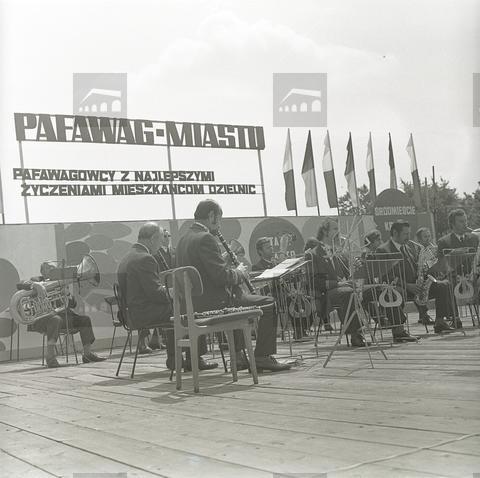 PAFAWAG-MIASTU
PAFAWAGOWCY Z NAJLEPSZYMI
ŻYCZENIAMI MIESZKAŃCOM DZIELNIC
ŚRÓDMIEŚCIE